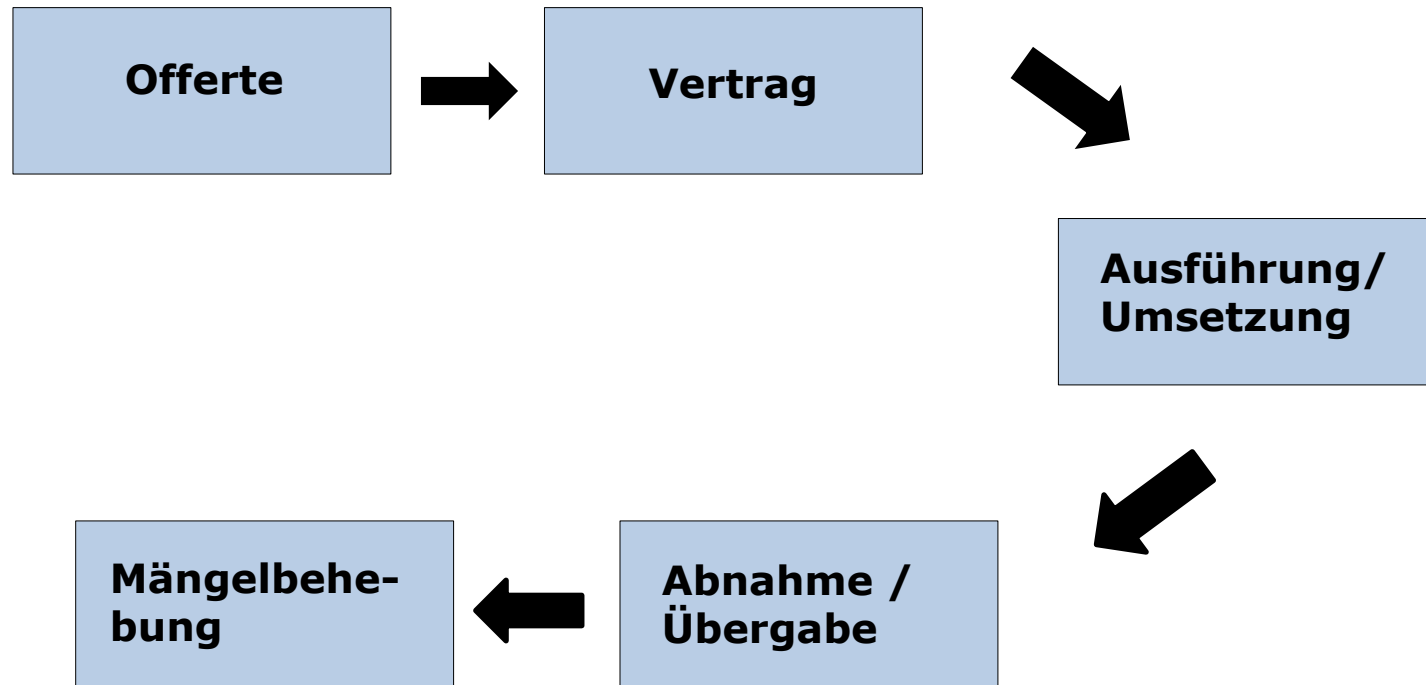 Offerte
Vertrag
Ausführung/
Umsetzung
Mängelbehe-
bung
Abnahme /
Übergabe